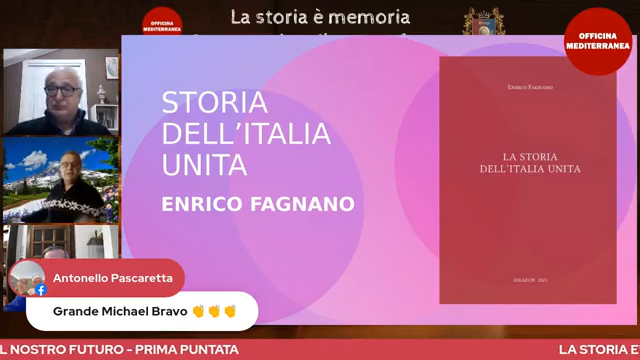 La storia è memoria
OFFICINA
MEDITERRANEA
OFFICINA
MEDITERRANEA
STORIA
DELL'ITALIA
UNITA
ENRICO FAGNANO
ENRICO FAGNANO
LA STORIA
DELL'ITALIA UNITA
AMAZON 2021
Antonello Pascaretta
Grande Michael Bravo 👏👏👏
L NOSTRO FUTURO - PRIMA PUNTATA
LA STORIA E